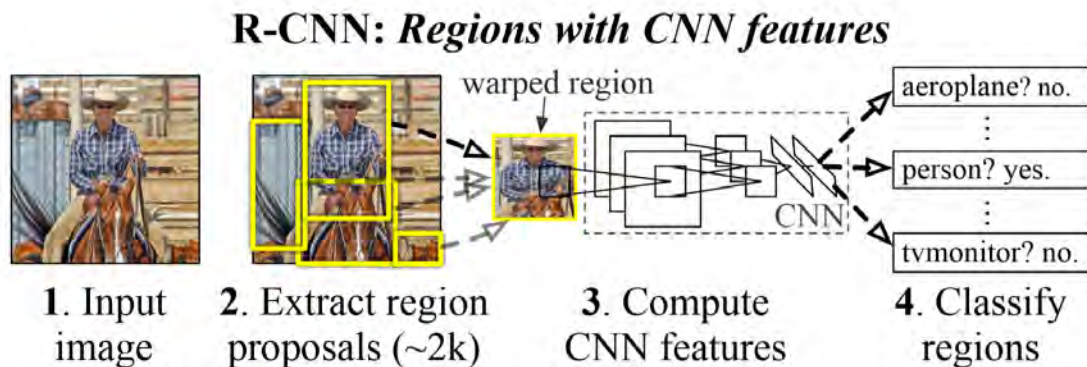 R-CNN: Regions with CNN features
warped region
aeroplane? no.
person? yes.
CNN
tvmonitor? no.
1. Input
image
2. Extract region
proposals (~2k)
3. Compute
CNN features
4. Classify
regions